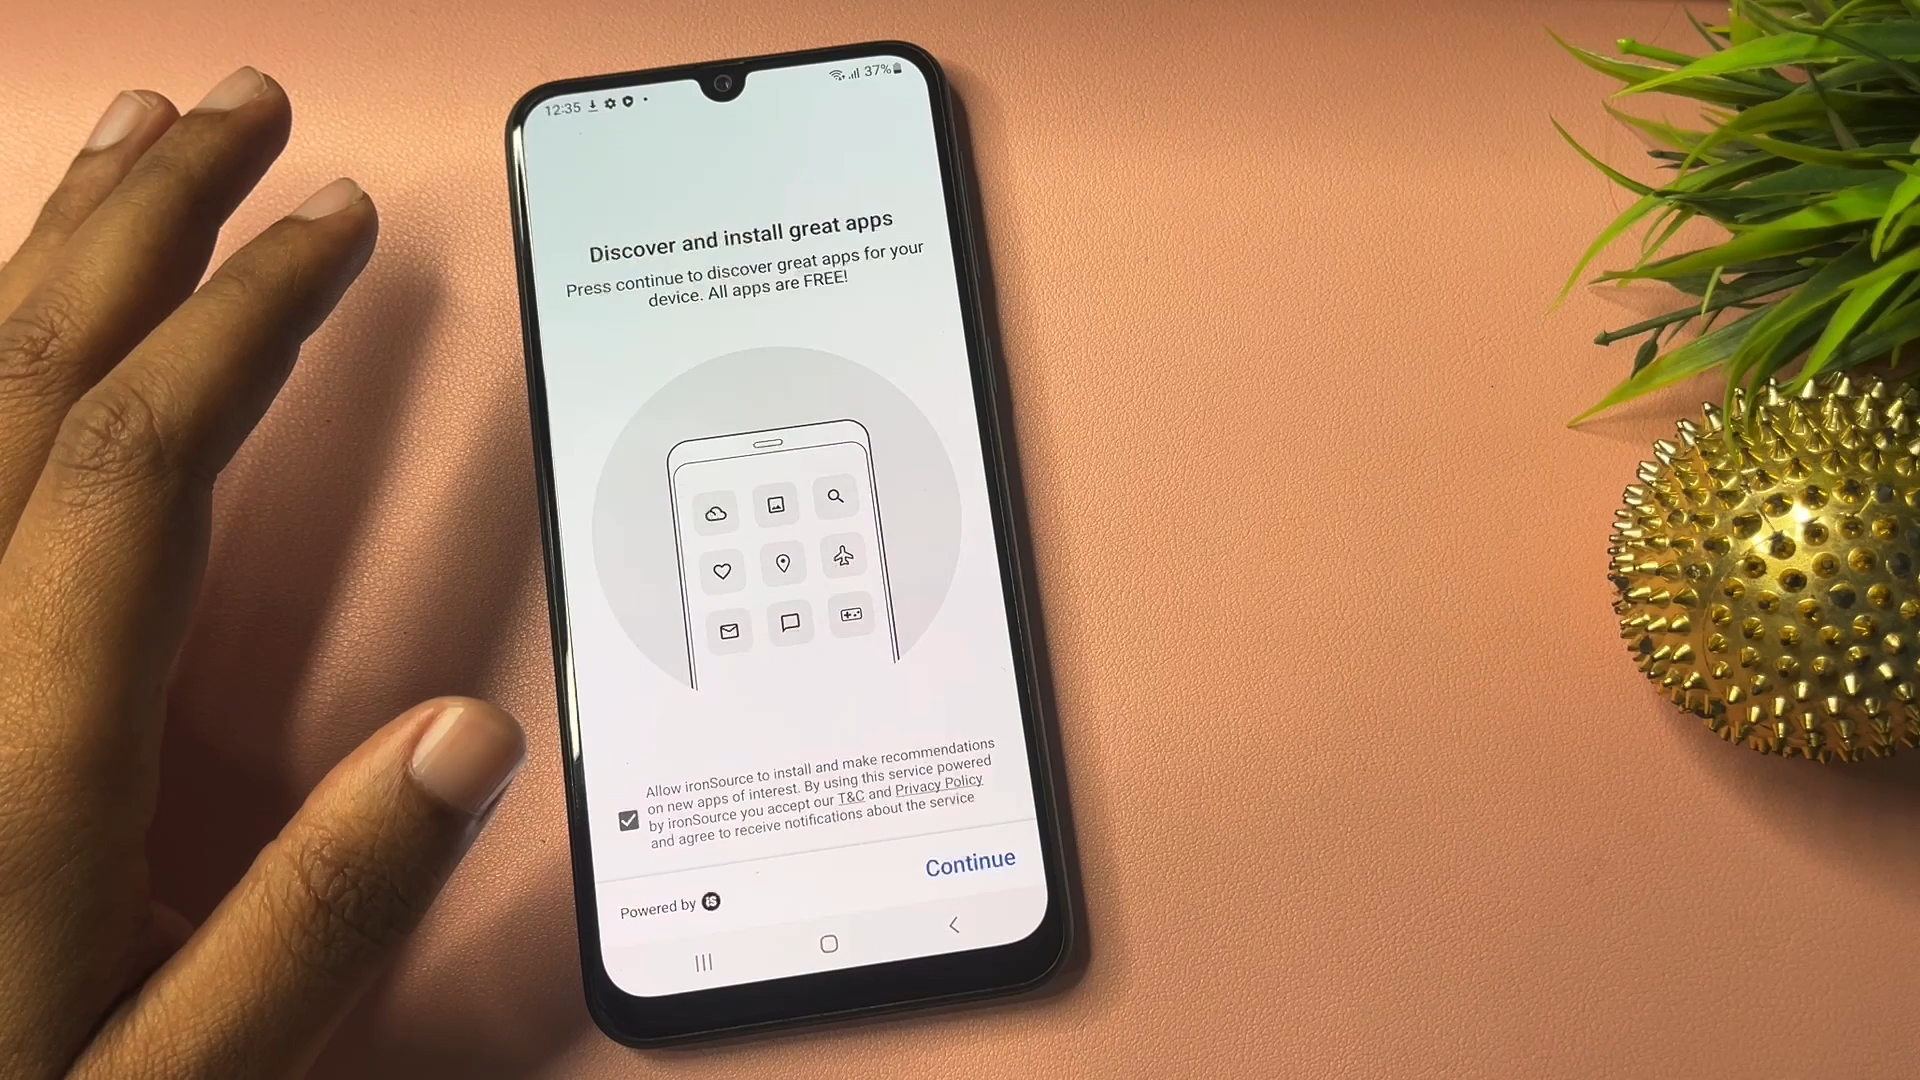 12:35
37%
Discover and install great apps
Press continue to discover great apps for your
device. All apps are FREE!
Allow ironSource to install and make recommendations
on new apps of interest. By using this service powered
by ironSource you accept our T&C and Privacy Policy
and agree to receive notifications about the service
Continue
Powered by iS